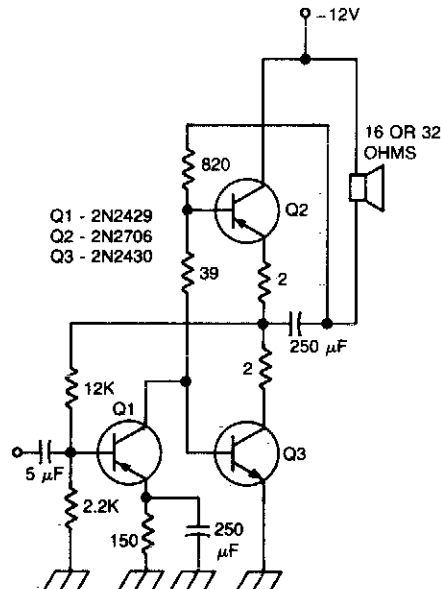 -12V
16 OR 32
OHMS
820
Q1 - 2N2429
Q2 - 2N2706
Q3 - 2N2430
Q2
39
2
250 µF
12K
Q1
2
5 µF
Q3
2.2K
150
250
µF